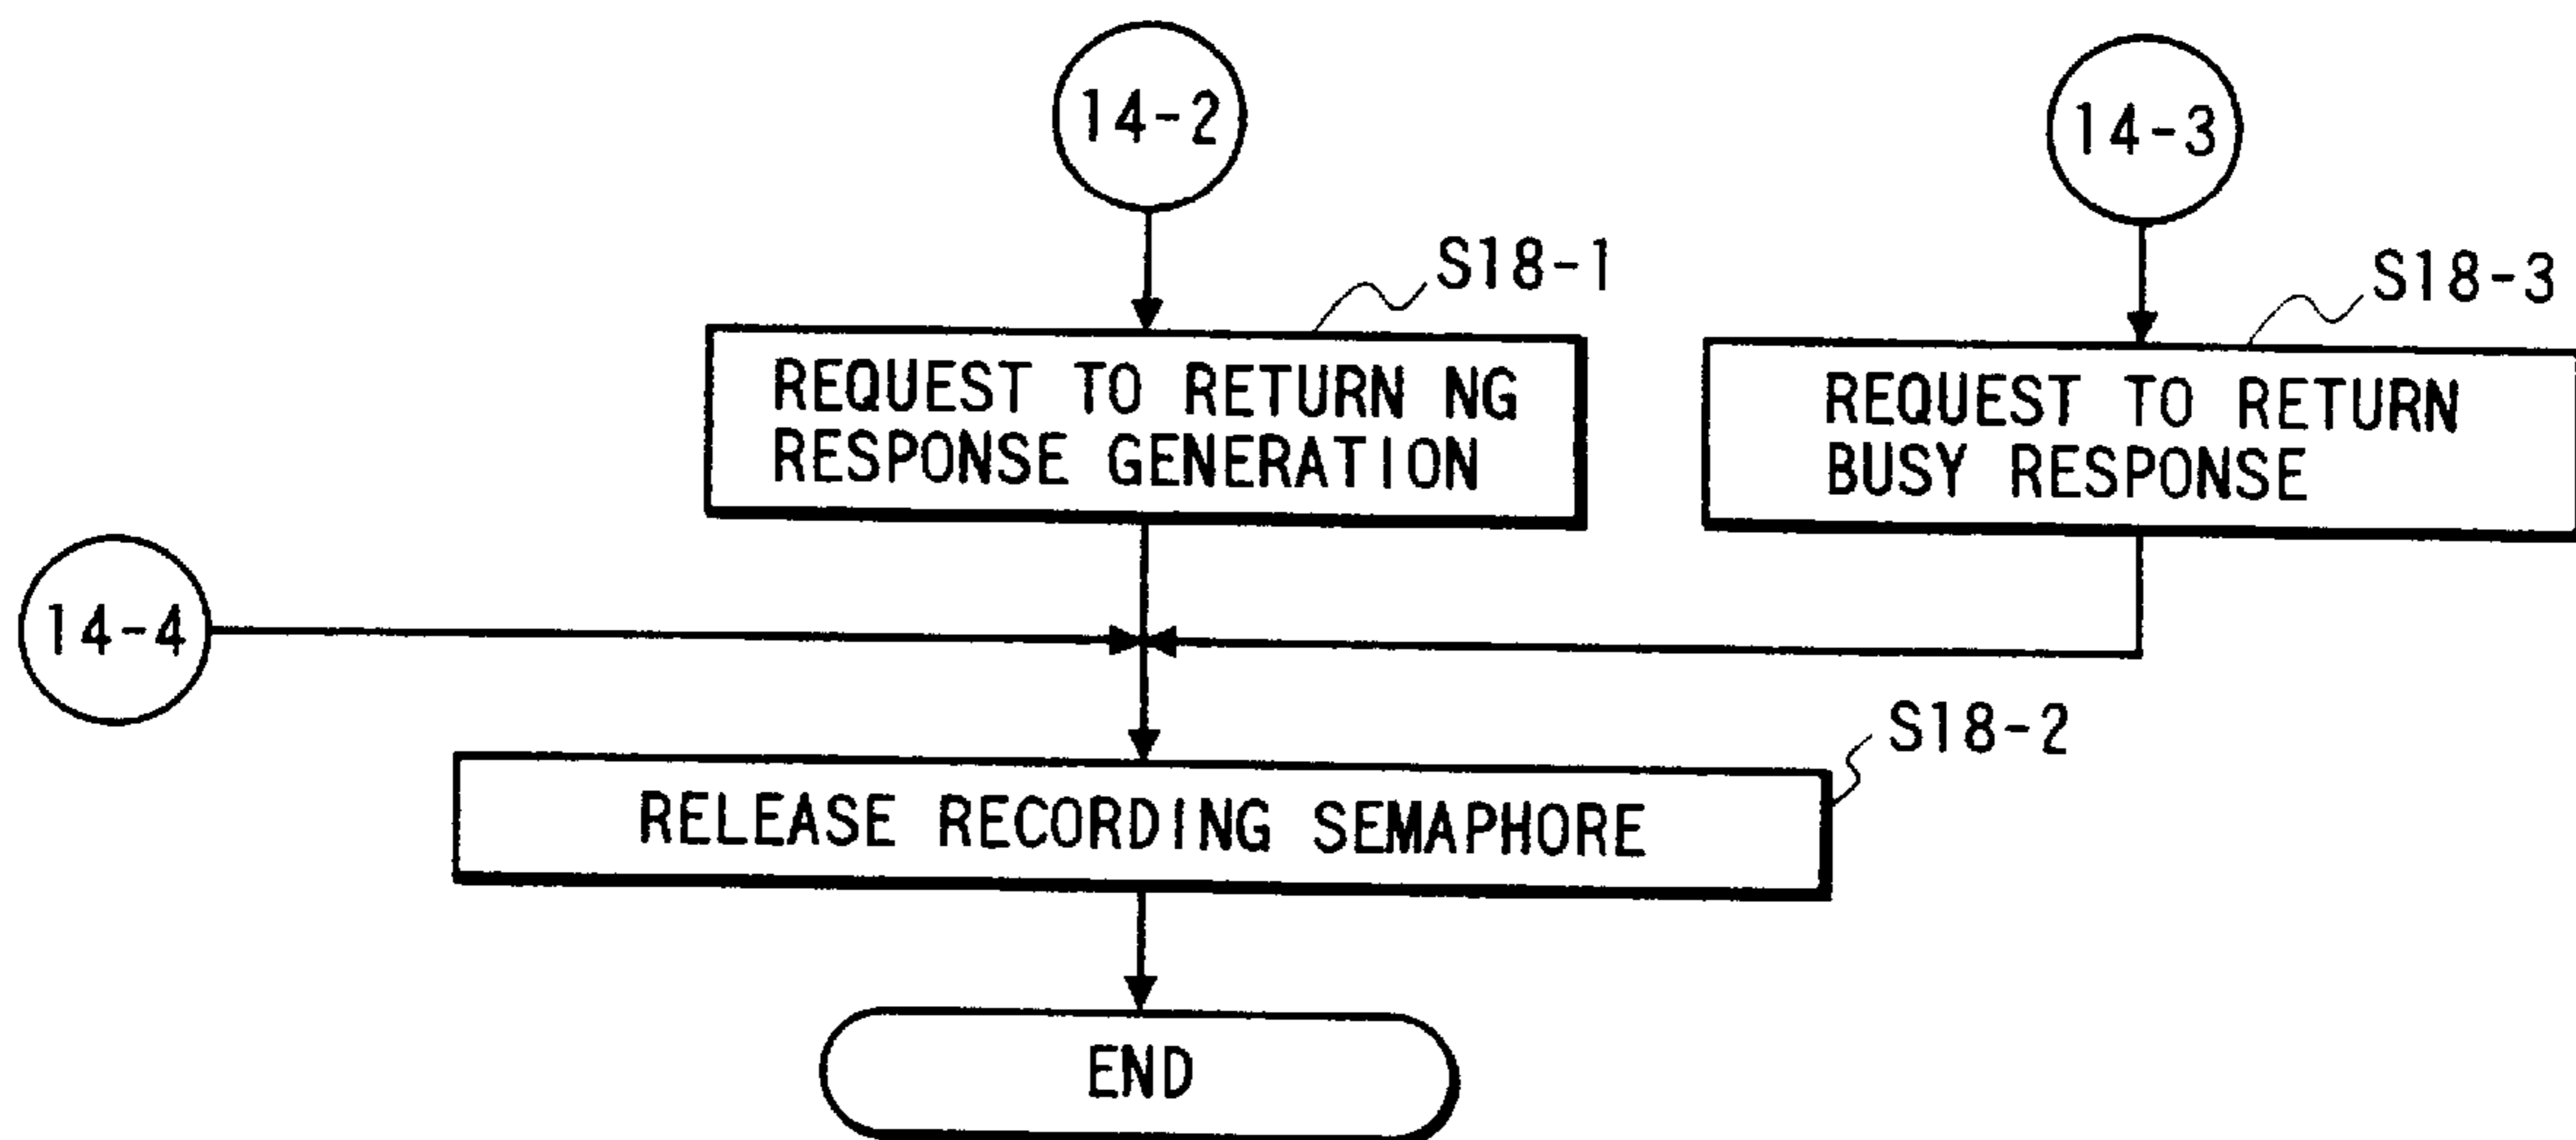 14-2
14-3
S18-1
S18-3
REQUEST TO RETURN NG
RESPONSE GENERATION
REQUEST TO RETURN
BUSY RESPONSE
14-4
S18-2
RELEASE RECORDING SEMAPHORE
END